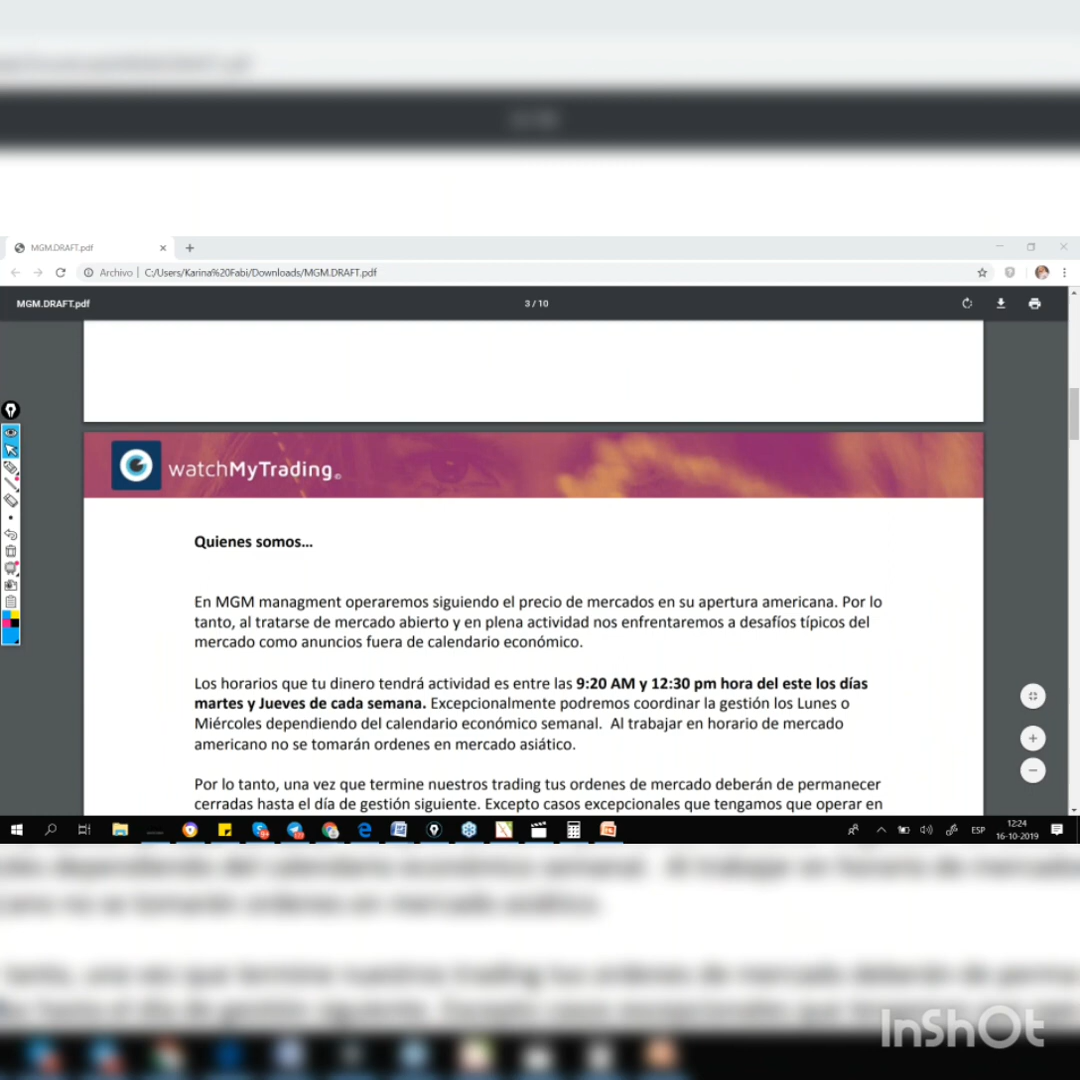 MGM.DRAFT.pdf
Archivo | C:/Users/Karina%20Fabi/Downloads/MGM.DRAFT.pdf
MGM.DRAFT.pdf
3 / 10
watchMyTrading
Quienes somos...
En MGM managment operaremos siguiendo el precio de mercados en su apertura americana. Por lo
tanto, al tratarse de mercado abierto y en plena actividad nos enfrentaremos a desafíos típicos del
mercado como anuncios fuera de calendario económico.
Los horarios que tu dinero tendrá actividad es entre las 9:20 AM y 12:30 pm hora del este los días
martes y Jueves de cada semana. Excepcionalmente podremos coordinar la gestión los Lunes o
Miércoles dependiendo del calendario económico semanal. Al trabajar en horario de mercado
americano no se tomarán ordenes en mercado asiático.
Por lo tanto, una vez que termine nuestros trading tus ordenes de mercado deberán de permanecer
cerradas hasta el día de gestión siguiente. Excepto casos excepcionales que tengamos que operar en
ESP
12:24
16-10-2019
InShOt